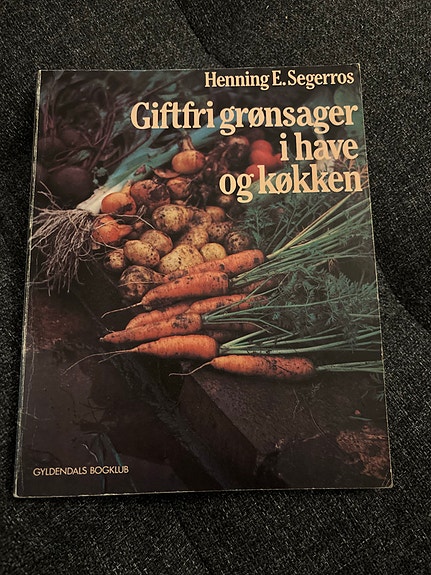 Henning E. Segerros
Giftfri grønsager
i have
og køkken
GYLDENDALS BOGKLUB